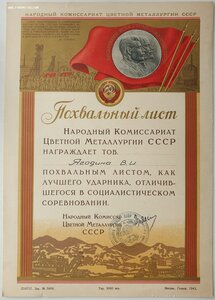 НАРОДНЫЙ КОМИССАРИАТ ЦВЕТНОЙ МЕТАЛЛУРГИИ СССР
Похвальный лист
Народный Комиссариат
Цветной Металлургии СССР
награждает тов.
Ягодина В.И.
похвальным листом, как
лучшего ударника, отличив-
шегося в социалистическом
соревновании.
Народный Комиссар
Цветной Металлургии
СССР